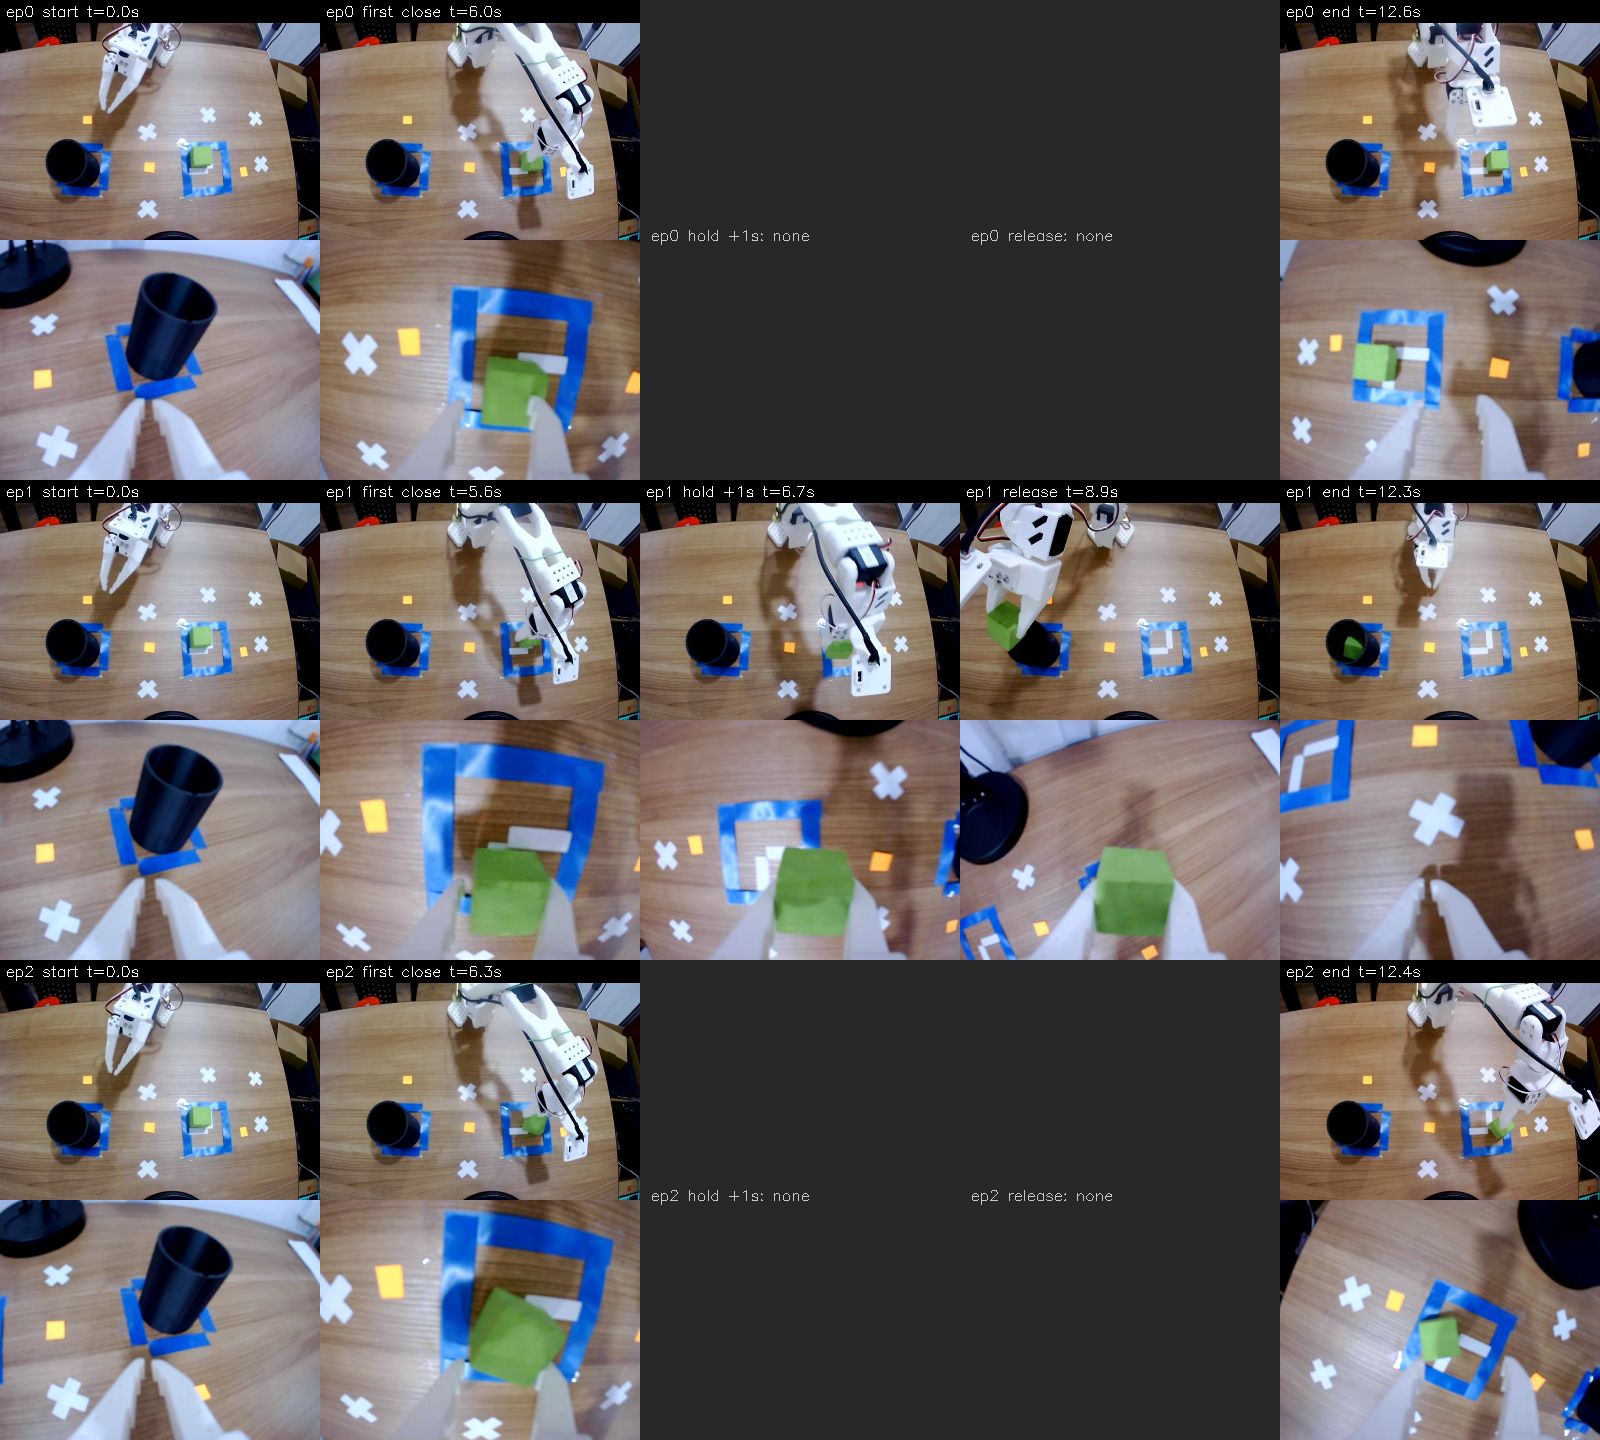 ep0 start t=0.0s
ep0 first close t=6.0s
ep0 hold +1s: none
ep0 release: none
ep0 end t=12.6s
ep1 start t=0.0s
ep1 first close t=5.6s
ep1 hold +1s t=6.7s
ep1 release t=8.9s
ep1 end t=12.3s
ep2 start t=0.0s
ep2 first close t=6.3s
ep2 hold +1s: none
ep2 release: none
ep2 end t=12.4s